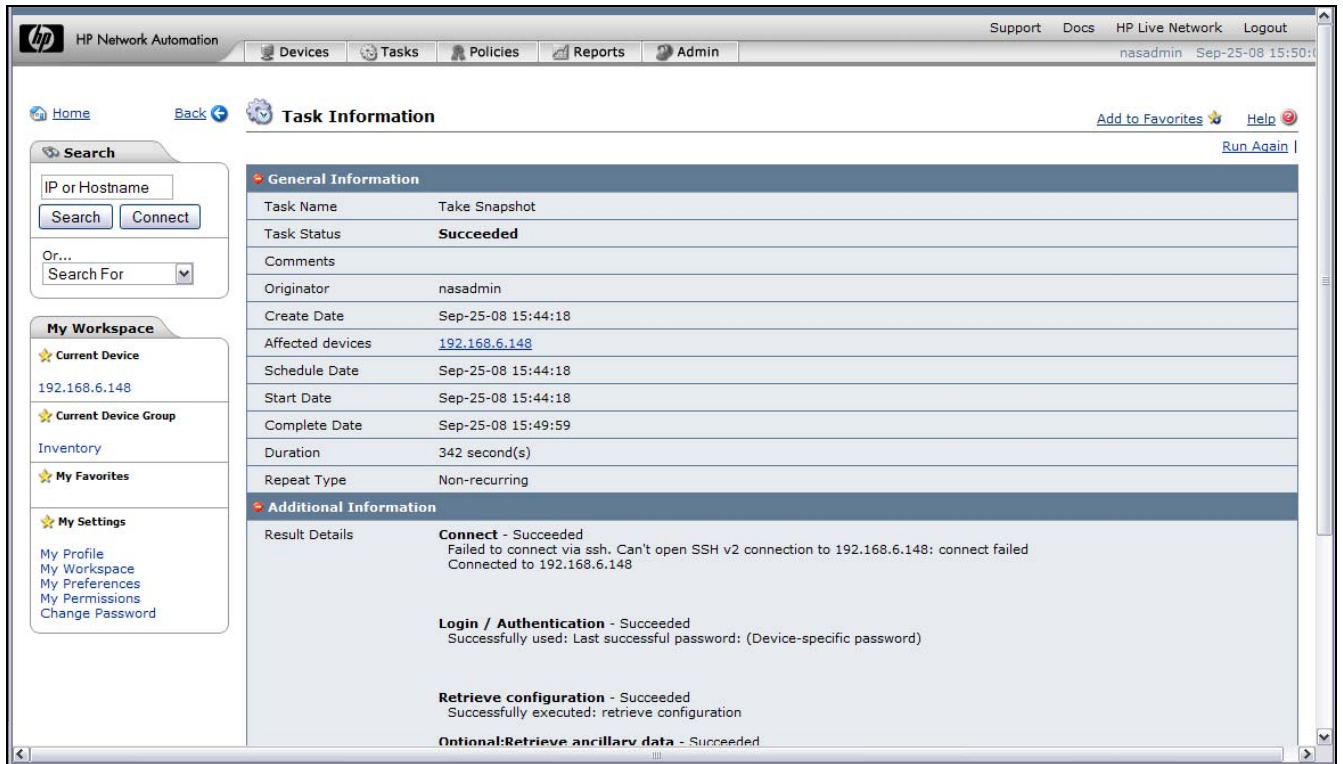 Support Docs HP Live Network Logout
hp HP Network Automation
Devices Tasks Policies Reports Admin
nasadmin Sep-25-08 15:50:
Home Back
Task Information
Add to Favorites Help
Run Again |
Search
IP or Hostname
Search Connect
Or...
Search For
My Workspace
Current Device
192.168.6.148
Current Device Group
Inventory
My Favorites
My Settings
My Profile
My Workspace
My Preferences
My Permissions
Change Password
General Information
Task Name Take Snapshot
Task Status Succeeded
Comments
Originator nasadmin
Create Date Sep-25-08 15:44:18
Affected devices 192.168.6.148
Schedule Date Sep-25-08 15:44:18
Start Date Sep-25-08 15:44:18
Complete Date Sep-25-08 15:49:59
Duration 342 second(s)
Repeat Type Non-recurring
Additional Information
Result Details Connect - Succeeded
Failed to connect via ssh. Can't open SSH v2 connection to 192.168.6.148: connect failed
Connected to 192.168.6.148
Login / Authentication - Succeeded
Successfully used: Last successful password: (Device-specific password)
Retrieve configuration - Succeeded
Successfully executed: retrieve configuration
Optional:Retrieve ancillary data - Succeeded